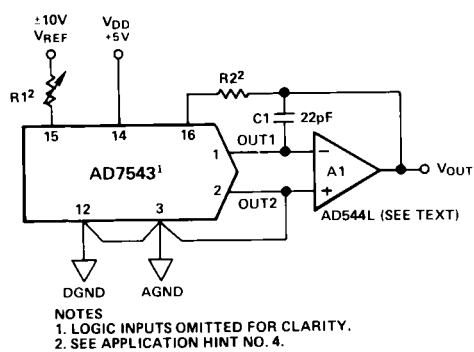 ±10V
VREF
VDD
+5V
R1²
R2²
C1
22pF
15
14
16
OUT1
1
AD7543¹
2
OUT2
−
A1
+
VOUT
AD544L (SEE TEXT)
12
3
DGND
AGND
NOTES
1. LOGIC INPUTS OMITTED FOR CLARITY.
2. SEE APPLICATION HINT NO. 4.